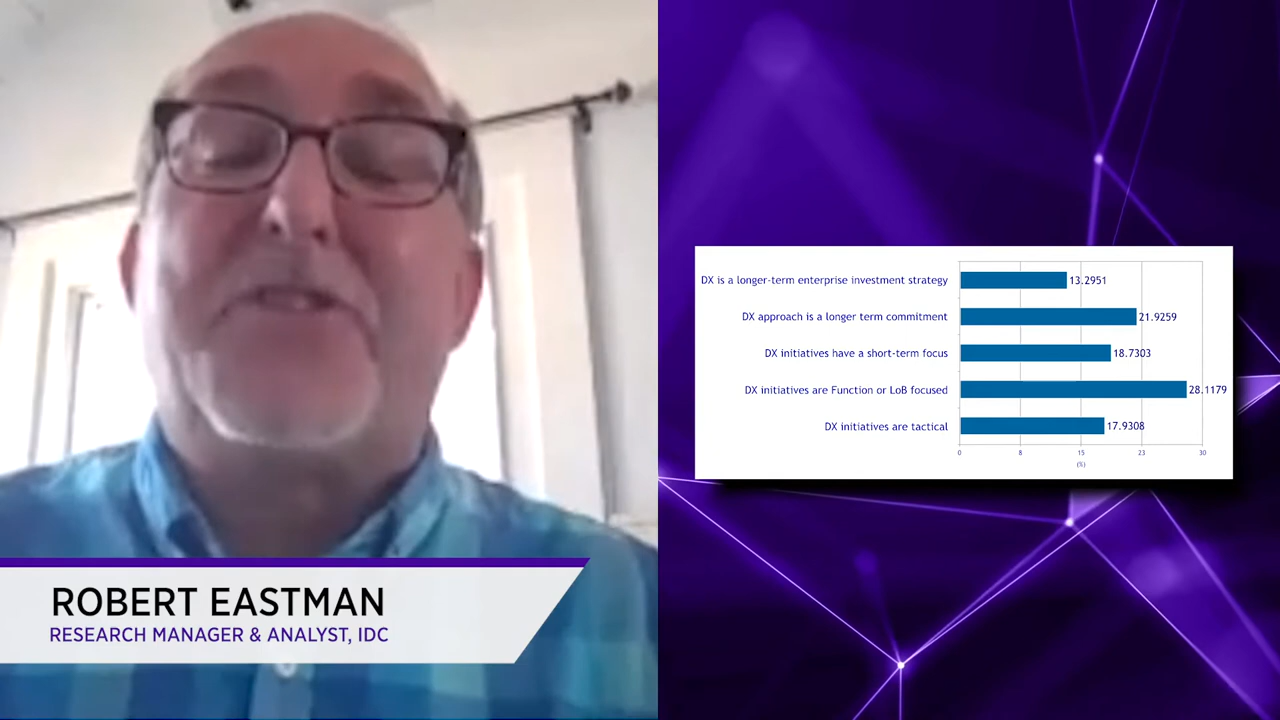 ROBERT EASTMAN
RESEARCH MANAGER & ANALYST, IDC
DX is a longer-term enterprise investment strategy 13.2951
DX approach is a longer term commitment 21.9259
DX initiatives have a short-term focus 18.7303
DX initiatives are Function or LoB focused 28.1179
DX initiatives are tactical 17.9308
0 8 15 23 30
(%)